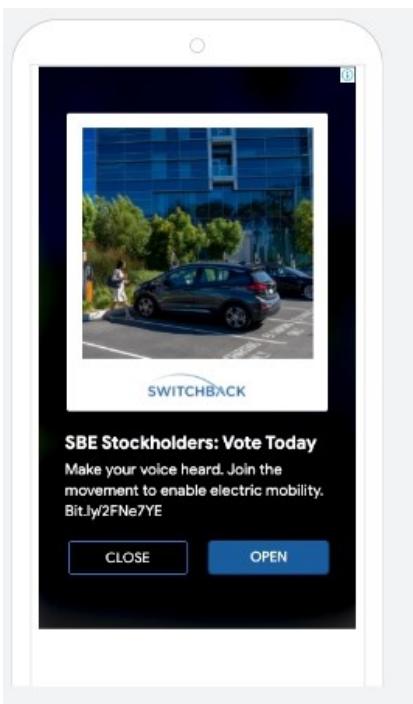 SWITCHBACK
SBE Stockholders: Vote Today
Make your voice heard. Join the
movement to enable electric mobility.
Bit.ly/2FNe7YE
CLOSE
OPEN